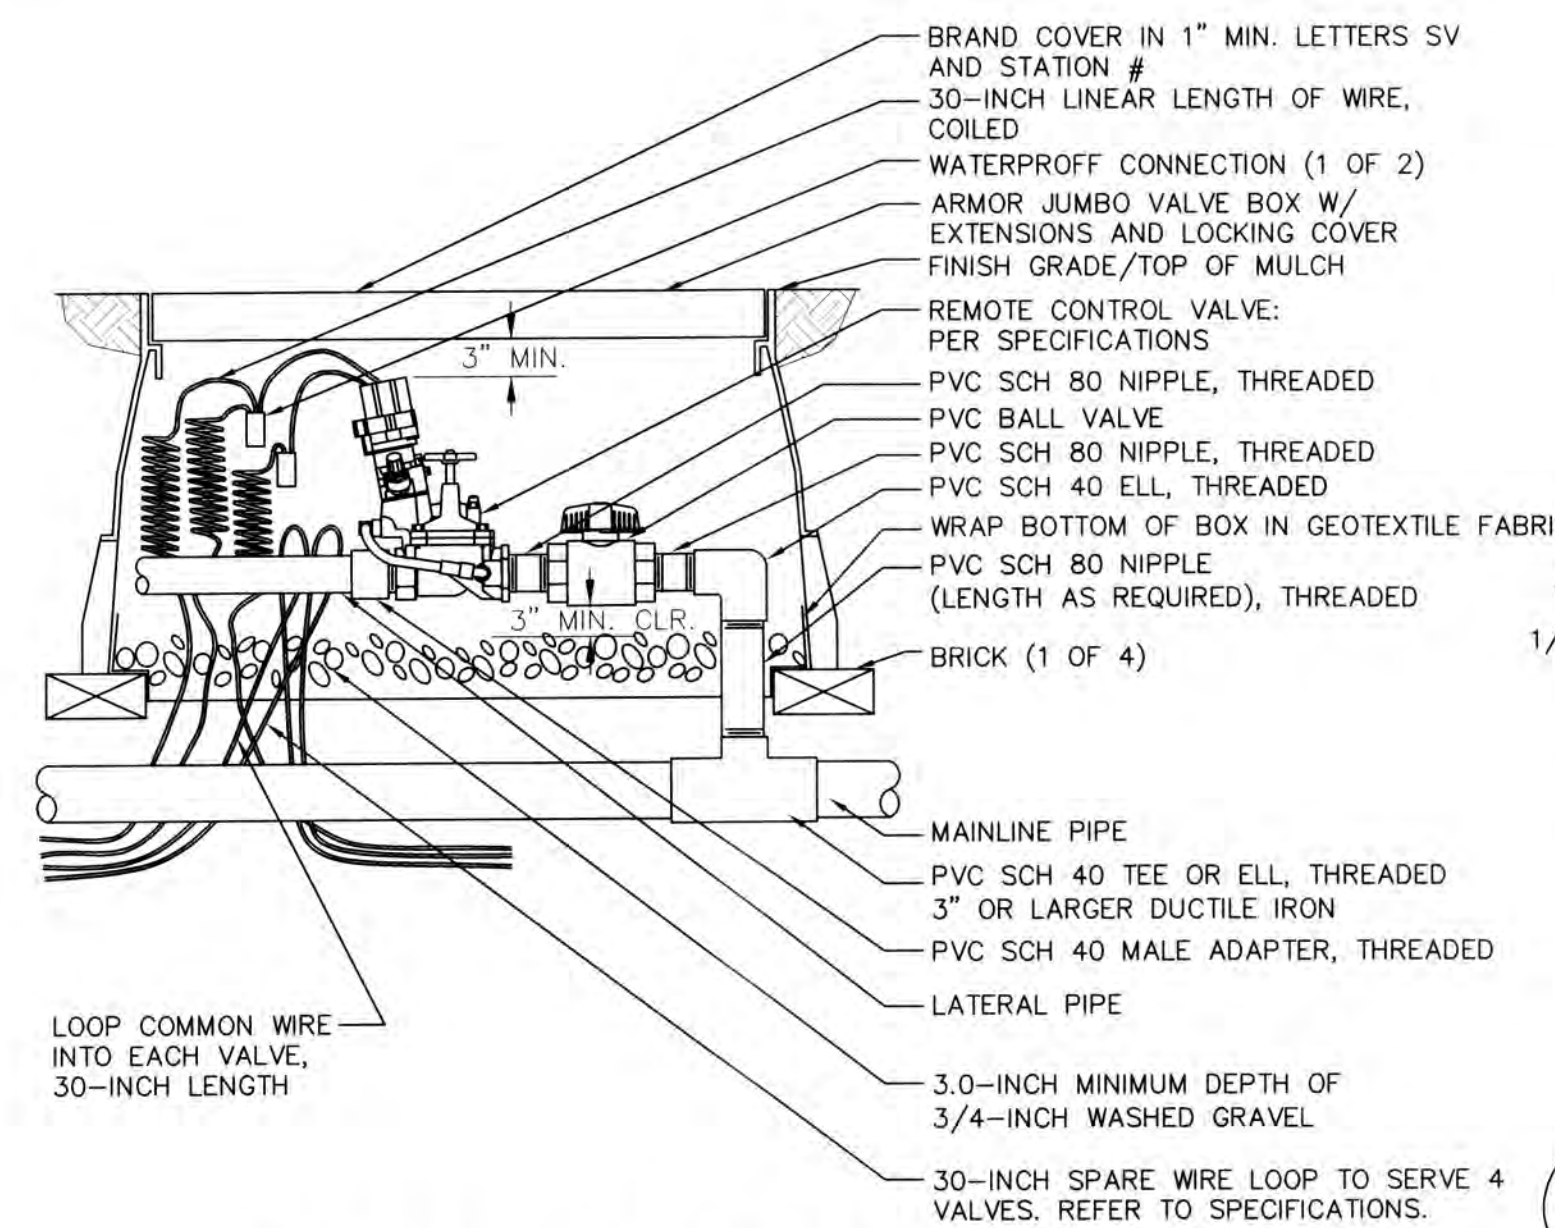 BRAND COVER IN 1" MIN. LETTERS SV
AND STATION #
30-INCH LINEAR LENGTH OF WIRE,
COILED
WATERPROFF CONNECTION (1 OF 2)
ARMOR JUMBO VALVE BOX W/
EXTENSIONS AND LOCKING COVER
FINISH GRADE/TOP OF MULCH
REMOTE CONTROL VALVE:
PER SPECIFICATIONS
3" MIN.
PVC SCH 80 NIPPLE, THREADED
PVC BALL VALVE
PVC SCH 80 NIPPLE, THREADED
PVC SCH 40 ELL, THREADED
WRAP BOTTOM OF BOX IN GEOTEXTILE FABRI
PVC SCH 80 NIPPLE
(LENGTH AS REQUIRED), THREADED
3" MIN. CLR.
BRICK (1 OF 4)
1/
MAINLINE PIPE
PVC SCH 40 TEE OR ELL, THREADED
3" OR LARGER DUCTILE IRON
PVC SCH 40 MALE ADAPTER, THREADED
LATERAL PIPE
LOOP COMMON WIRE
INTO EACH VALVE,
30-INCH LENGTH
3.0-INCH MINIMUM DEPTH OF
3/4-INCH WASHED GRAVEL
30-INCH SPARE WIRE LOOP TO SERVE 4
VALVES. REFER TO SPECIFICATIONS.